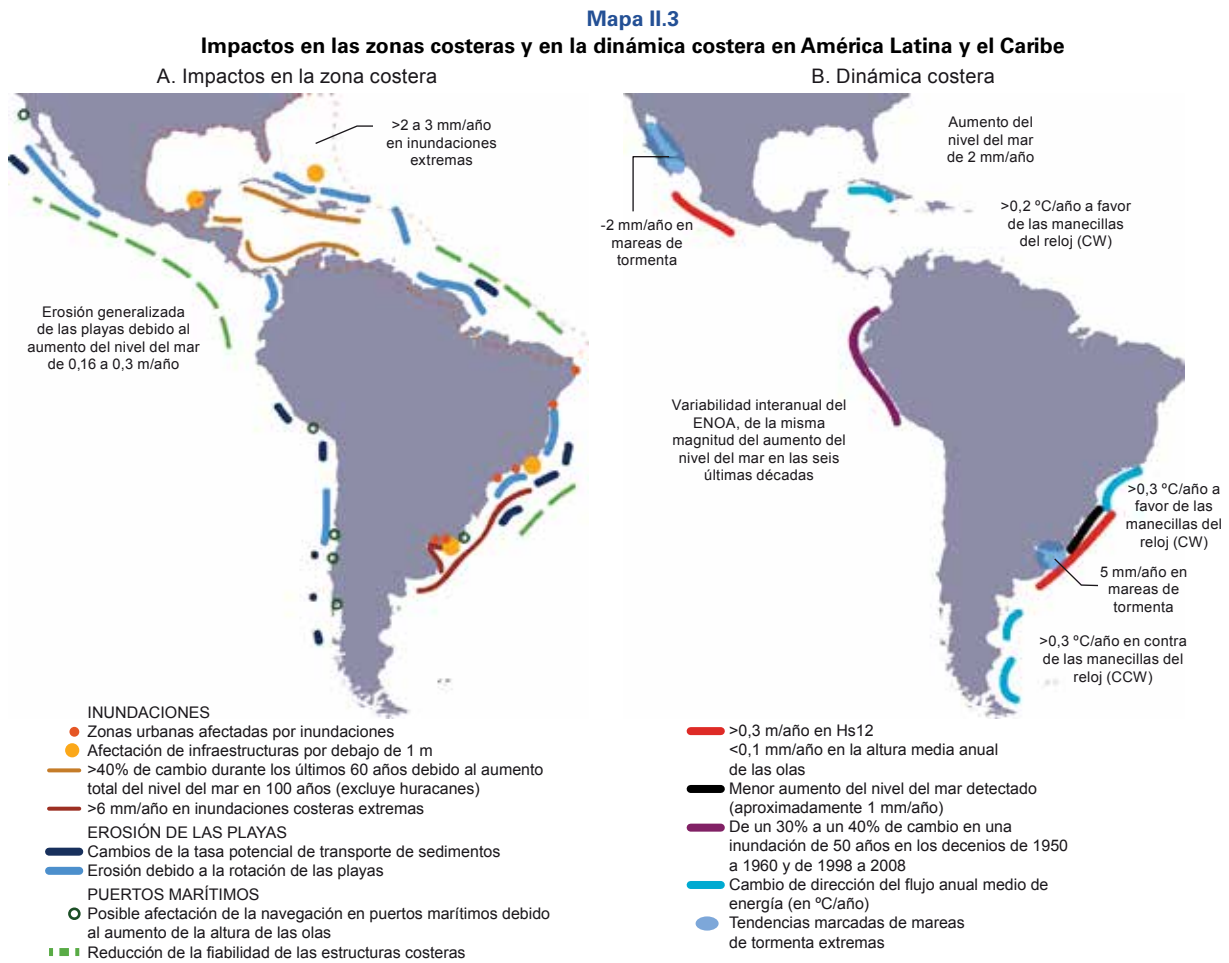 Mapa II.3
Impactos en las zonas costeras y en la dinámica costera en América Latina y el Caribe
A. Impactos en la zona costera
>2 a 3 mm/año
en inundaciones
extremas
Erosión generalizada
de las playas debido al
aumento del nivel del mar
de 0,16 a 0,3 m/año
INUNDACIONES
Zonas urbanas afectadas por inundaciones
Afectación de infraestructuras por debajo de 1 m
>40% de cambio durante los últimos 60 años debido al aumento
total del nivel del mar en 100 años (excluye huracanes)
>6 mm/año en inundaciones costeras extremas
EROSIÓN DE LAS PLAYAS
Cambios de la tasa potencial de transporte de sedimentos
Erosión debido a la rotación de las playas
PUERTOS MARÍTIMOS
Posible afectación de la navegación en puertos marítimos debido
al aumento de la altura de las olas
Reducción de la fiabilidad de las estructuras costeras
B. Dinámica costera
Aumento del
nivel del mar
de 2 mm/año
>0,2 ºC/año a favor
de las manecillas
del reloj (CW)
-2 mm/año en
mareas de
tormenta
Variabilidad interanual del
ENOA, de la misma
magnitud del aumento del
nivel del mar en las seis
últimas décadas
>0,3 ºC/año a
favor de las
manecillas del
reloj (CW)
5 mm/año en
mareas de
tormenta
>0,3 ºC/año en contra
de las manecillas del
reloj (CCW)
>0,3 m/año en Hs12
<0,1 mm/año en la altura media anual
de las olas
Menor aumento del nivel del mar detectado
(aproximadamente 1 mm/año)
De un 30% a un 40% de cambio en una
inundación de 50 años en los decenios de 1950
a 1960 y de 1998 a 2008
Cambio de dirección del flujo anual medio de
energía (en ºC/año)
Tendencias marcadas de mareas
de tormenta extremas